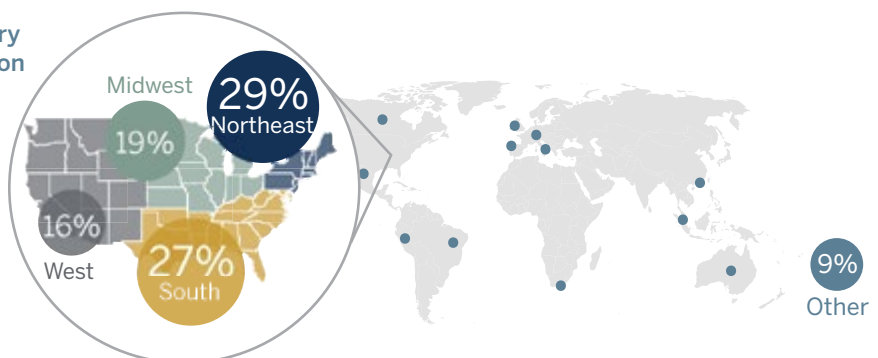 ry
on
Midwest
19%
29%
Northeast
16%
West
27%
South
9%
Other